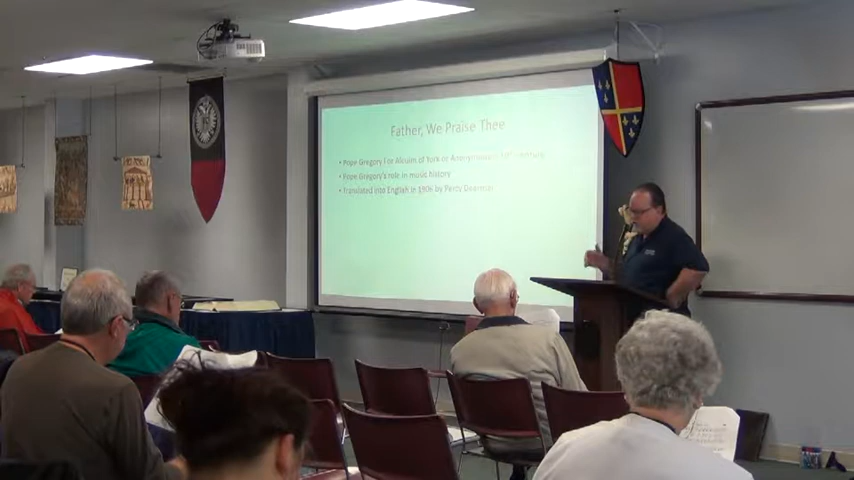 Father, We Praise Thee
• Pope Gregory I or Alcuin of York or Anonymous 10th century
• Pope Gregory's role in music history
• Translated into English in 1906 by Percy Dearmer